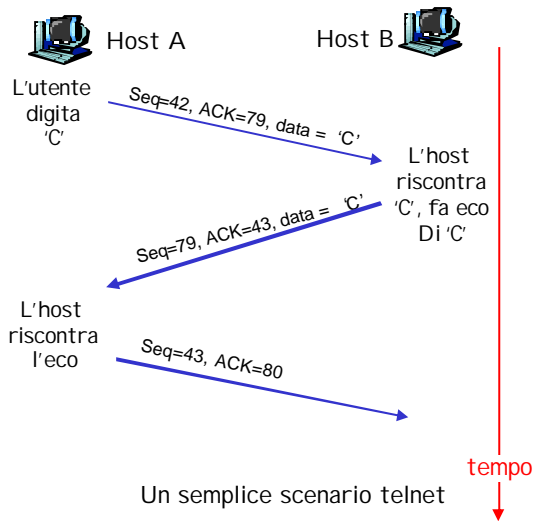 Host A
Host B
L'utente
digita
'C'
Seq=42, ACK=79, data = 'C'
L'host
riscontra
'C', fa eco
Di 'C'
Seq=79, ACK=43, data = 'C'
L'host
riscontra
l'eco
Seq=43, ACK=80
tempo
Un semplice scenario telnet